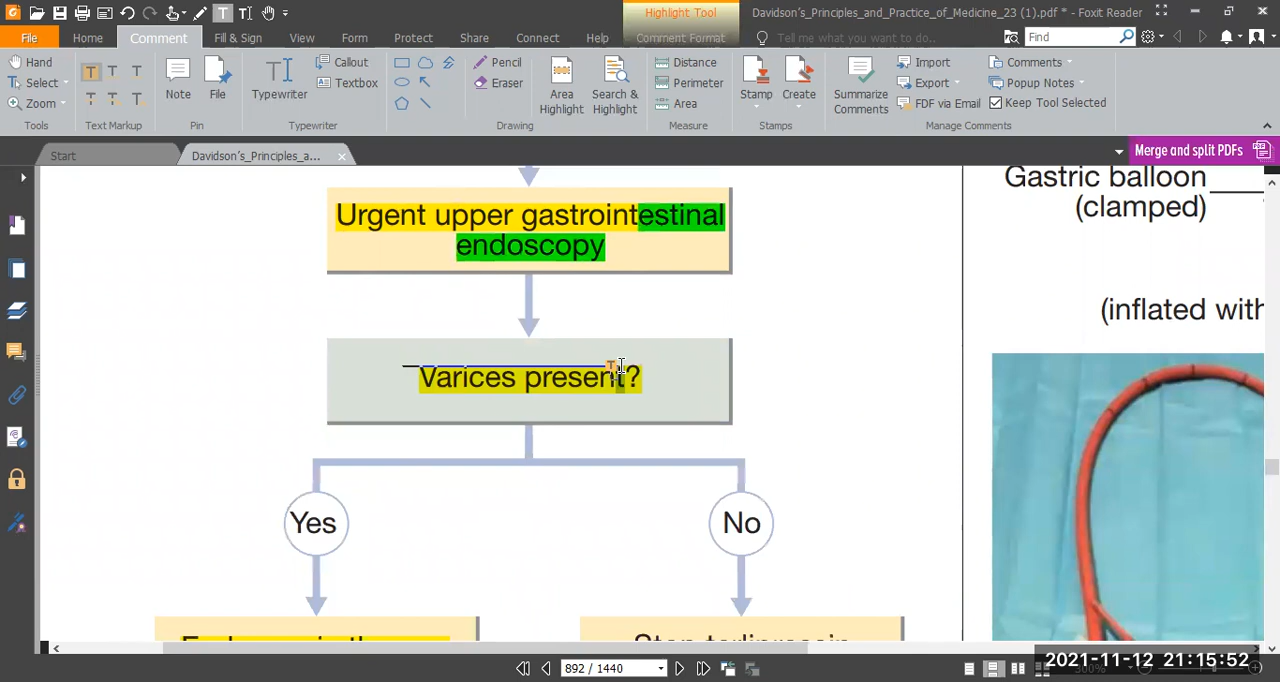 Highlight Tool
Davidson's_Principles_and_Practice_of_Medicine_23 (1).pdf * - Foxit Reader
File Home Comment Fill & Sign View Form Protect Share Connect Help Comment Format Tell me what you want to do.. Find
Hand
Select
Zoom
Tools
Text Markup
Note
File
Pin
Typewriter
Callout
Textbox
Typewriter
Pencil
Eraser
Area Highlight
Search & Highlight
Drawing
Distance
Perimeter
Area
Measure
Stamp
Create
Stamps
Summarize Comments
Import
Export
FDF via Email
Comments
Popup Notes
Keep Tool Selected
Manage Comments
Start
Davidson's_Principles_a...
Merge and split PDFs
Urgent upper gastrointestinal
endoscopy
Varices present?
Yes
No
Stop terlipressin
Gastric balloon
(clamped)
(inflated with
892 / 1440
2021-11-12 21:15:52
300%